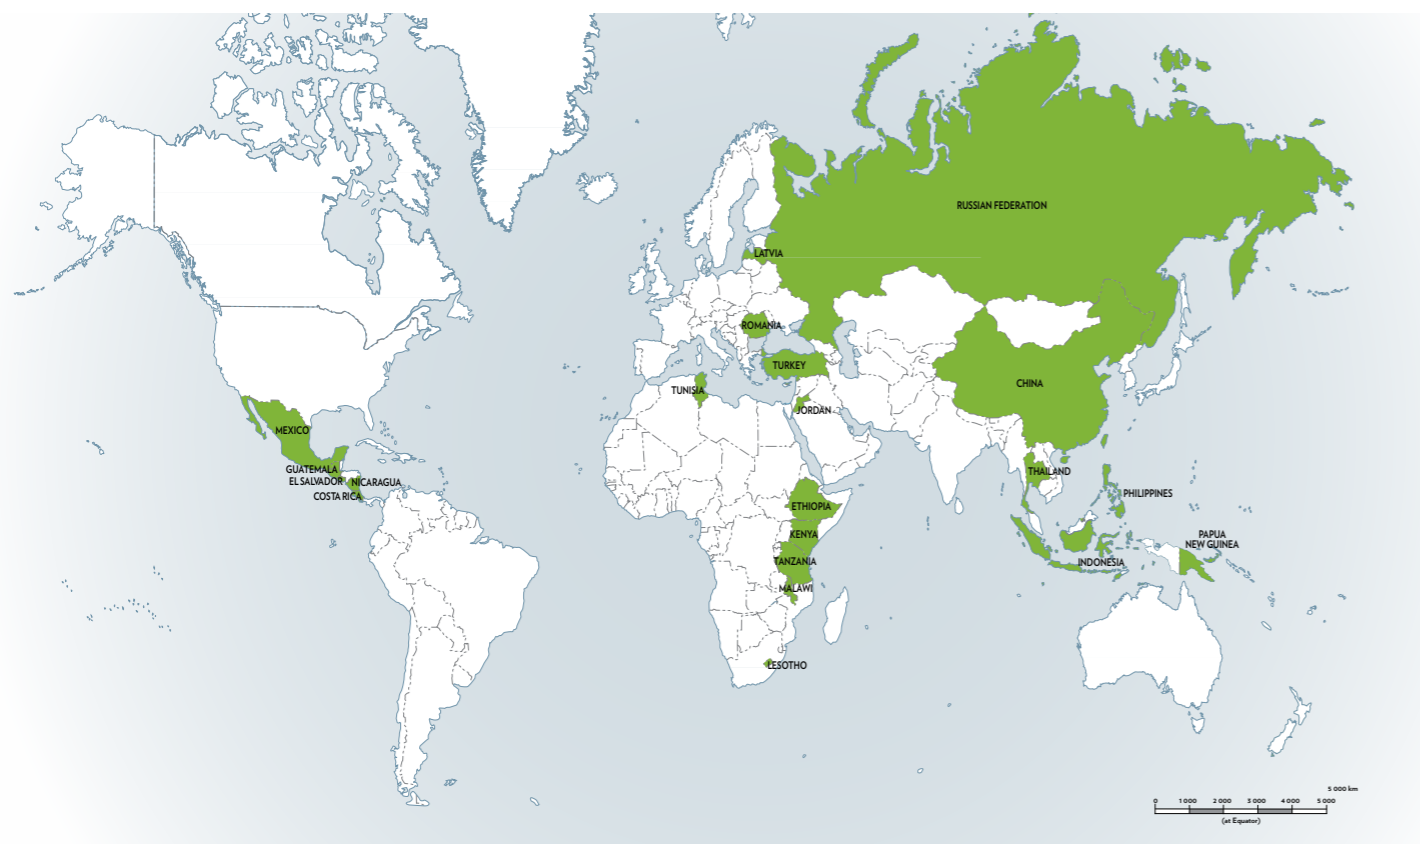 RUSSIAN FEDERATION
LATVIA
ROMANIA
TURKEY
CHINA
TUNISIA
JORDAN
MEXICO
GUATEMALA
THAILAND
EL SALVADOR
NICARAGUA
COSTA RICA
PHILIPPINES
ETHIOPIA
KENYA
PAPUA
NEW GUINEA
TANZANIA
INDONESIA
MALAWI
LESOTHO
5 000 km
0 1 000 2 000 3 000 4 000 5 000
(at Equator)